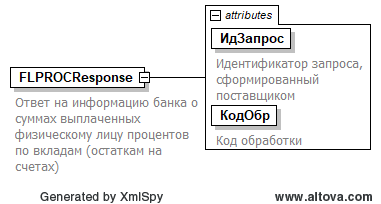 attributes
ИдЗапрос
Идентификатор запроса,
сформированный
поставщиком
КодОбр
Код обработки
FLPROCResponse
Ответ на информацию банка о
суммах выплаченных
физическому лицу процентов
по вкладам (остаткам на
счетах)
Generated by XmlSpy
www.altova.com